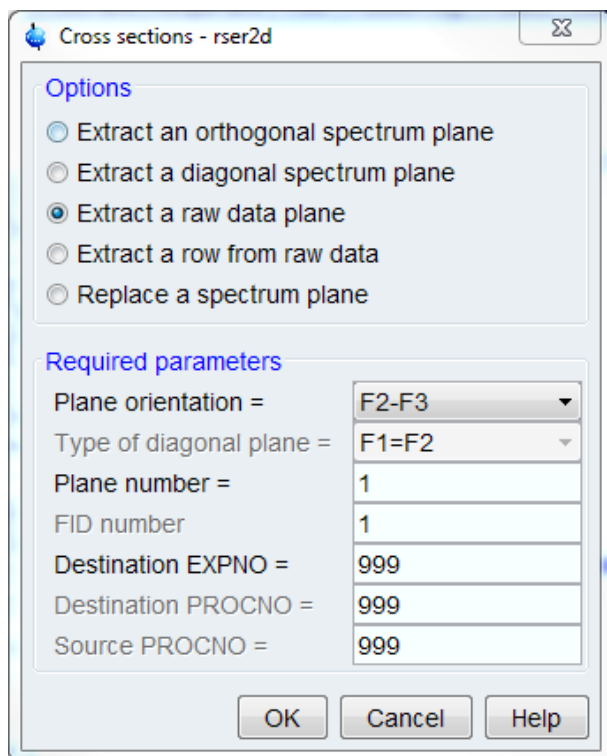 Cross sections - rser2d
Options
Extract an orthogonal spectrum plane
Extract a diagonal spectrum plane
Extract a raw data plane
Extract a row from raw data
Replace a spectrum plane
Required parameters
Plane orientation = F2-F3
Type of diagonal plane = F1=F2
Plane number = 1
FID number 1
Destination EXPNO = 999
Destination PROCNO = 999
Source PROCNO = 999
OK Cancel Help